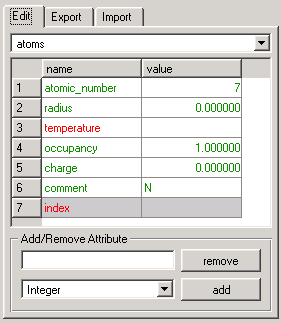 Edit Export Import
atoms
name value
1 atomic_number 7
2 radius 0.000000
3 temperature
4 occupancy 1.000000
5 charge 0.000000
6 comment N
7 index
Add/Remove Attribute
remove
Integer add